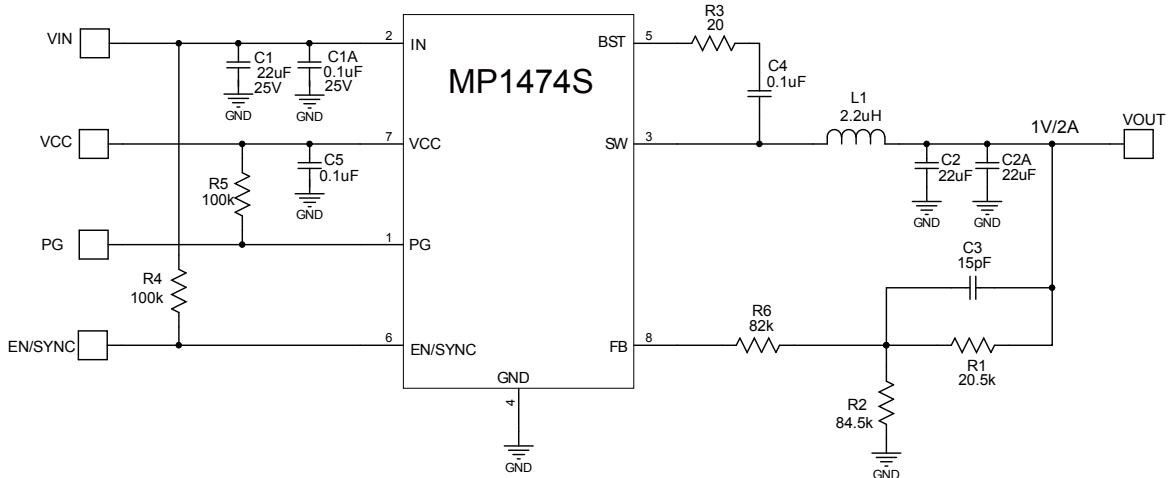 R3
20
VIN
2
IN
BST
5
C1
22uF
25V
C1A
0.1uF
25V
GND
GND
MP1474S
C4
0.1uF
L1
2.2uH
1V/2A
VOUT
VCC
7
VCC
SW
3
C5
0.1uF
GND
R5
100k
C2
22uF
C2A
22uF
GND
GND
PG
1
PG
C3
15pF
R4
100k
R6
82k
EN/SYNC
6
EN/SYNC
FB
8
R1
20.5k
GND
4
R2
84.5k
GND
GND